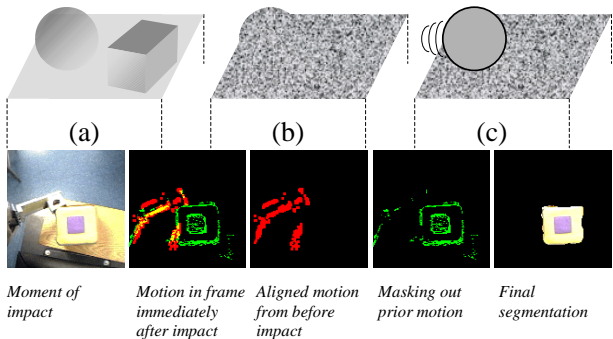 (a) (b) (c)
Moment of impact
Motion in frame immediately after impact
Aligned motion from before impact
Masking out prior motion
Final segmentation